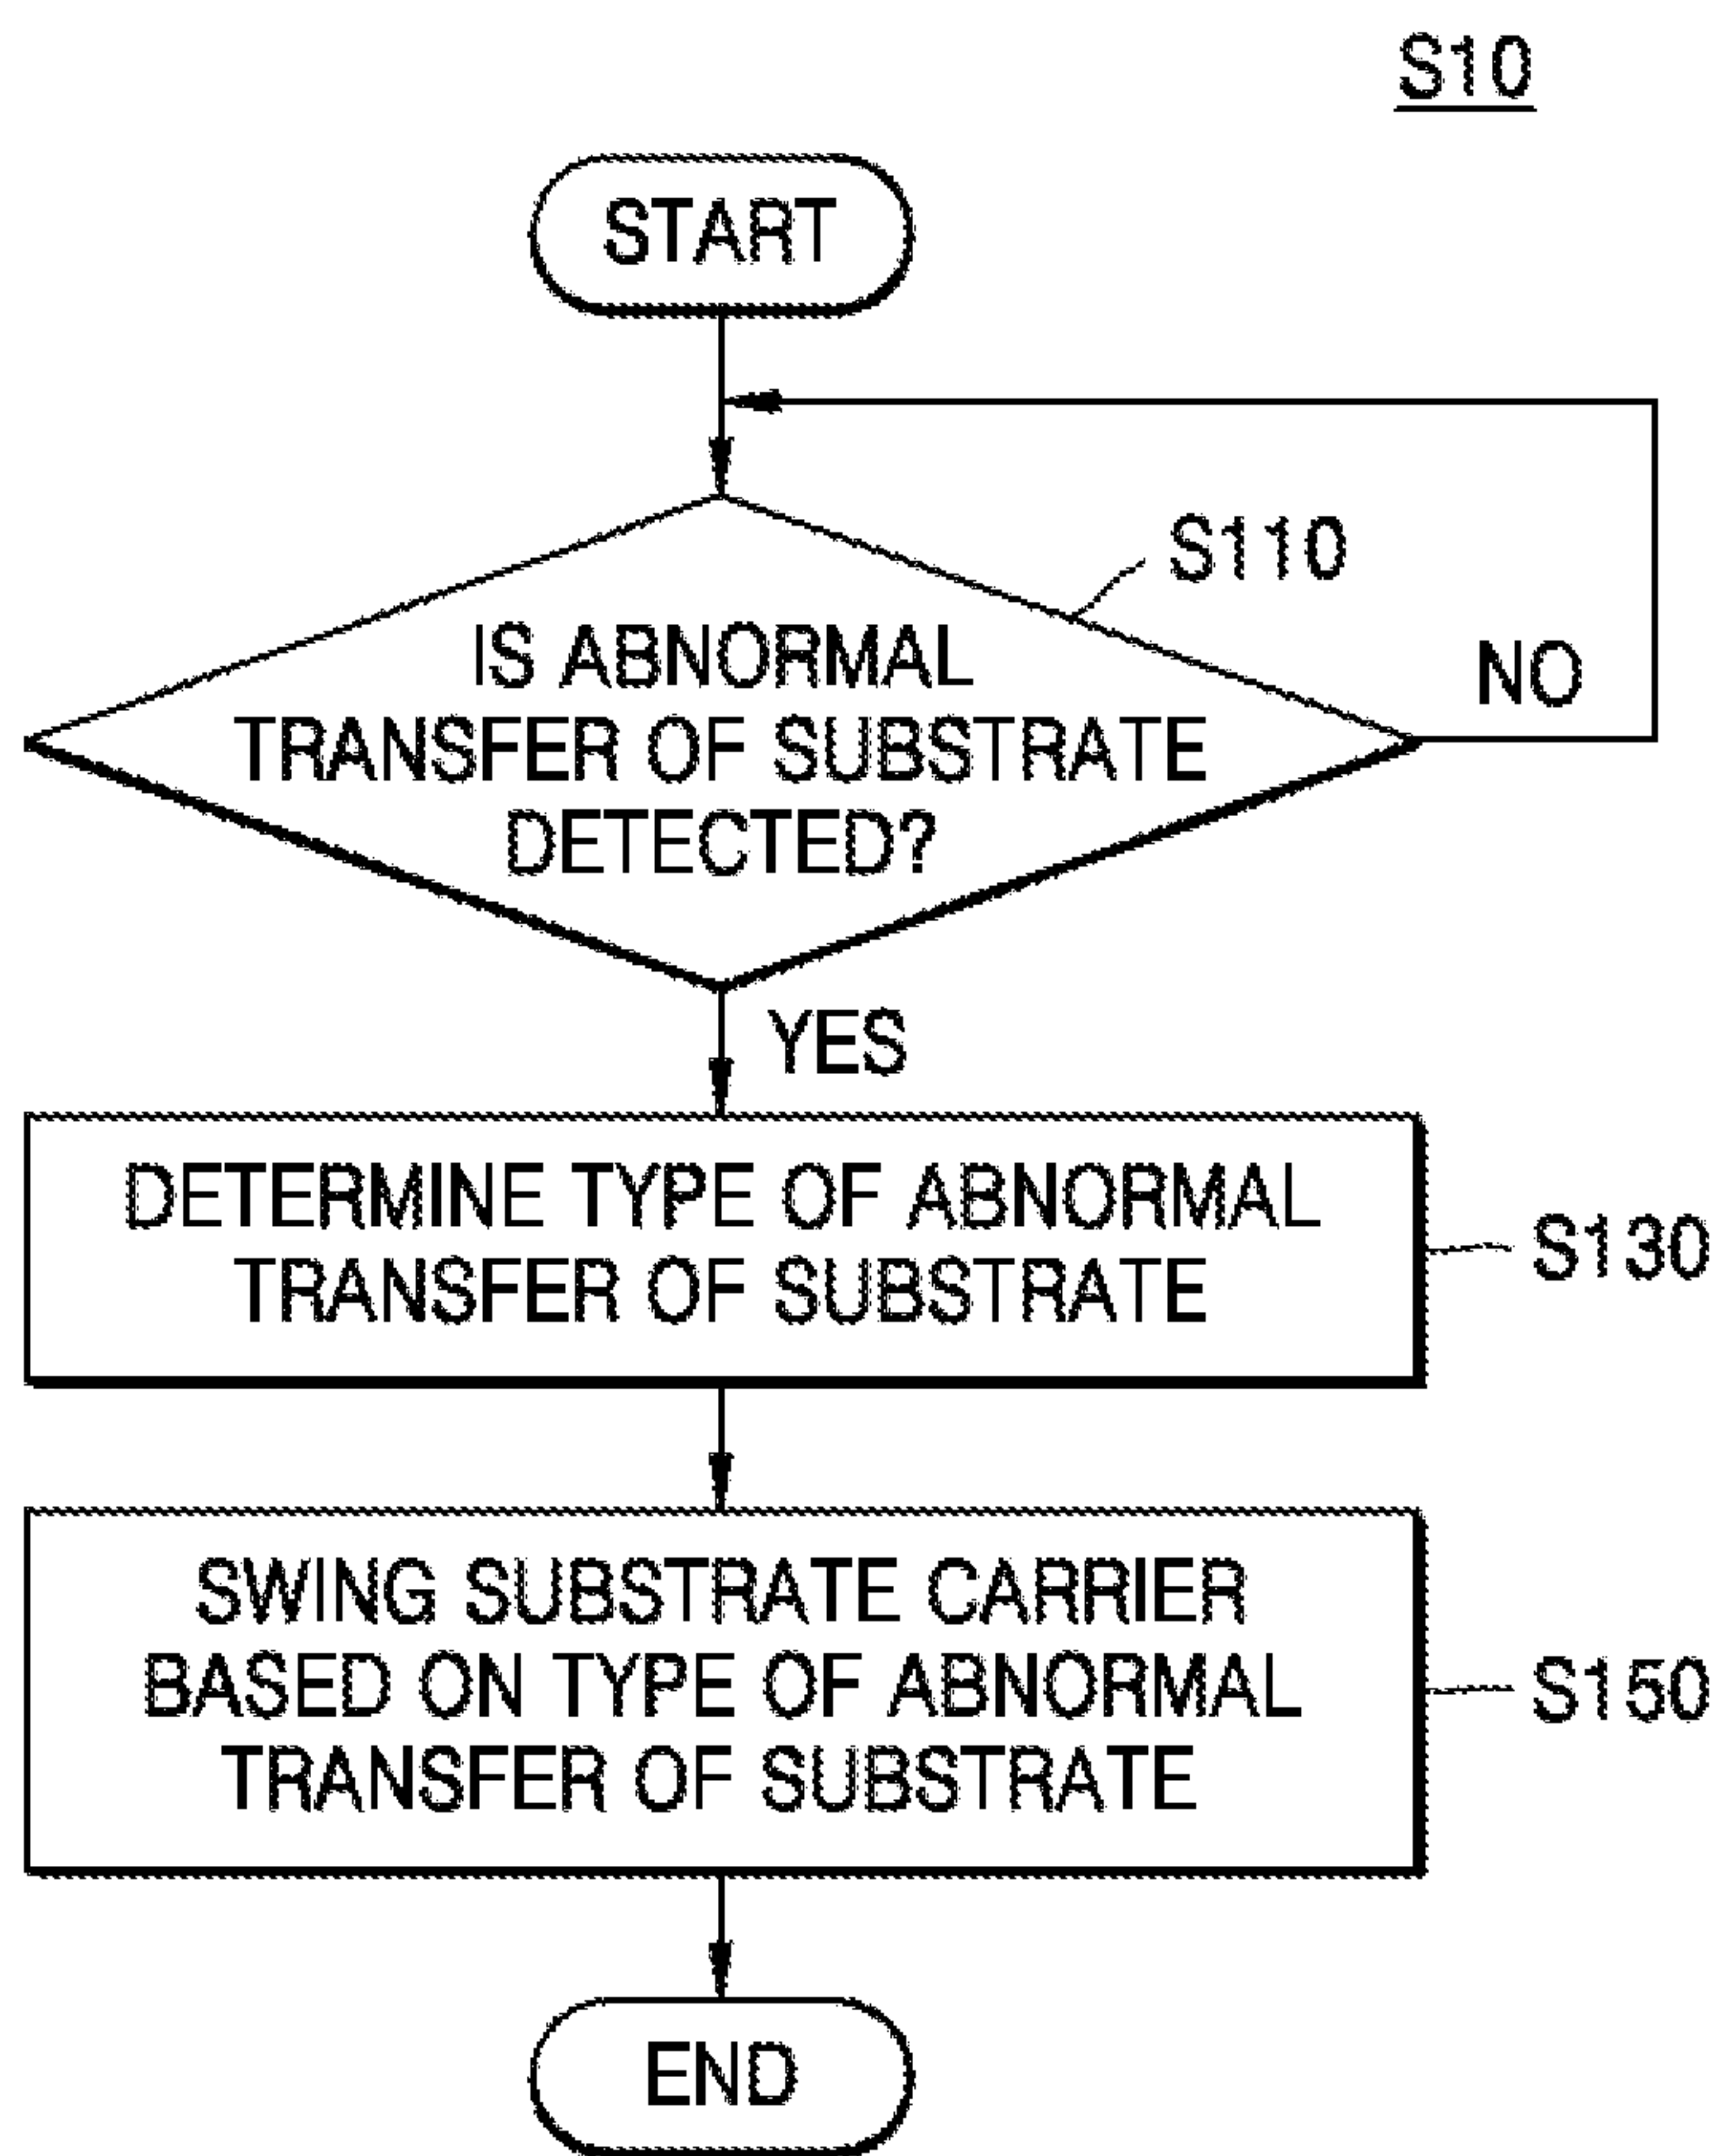 S10
START
S110
IS ABNORMAL
TRANSFER OF SUBSTRATE
DETECTED?
NO
YES
DETERMINE TYPE OF ABNORMAL
TRANSFER OF SUBSTRATE
S130
SWING SUBSTRATE CARRIER
BASED ON TYPE OF ABNORMAL
TRANSFER OF SUBSTRATE
S150
END